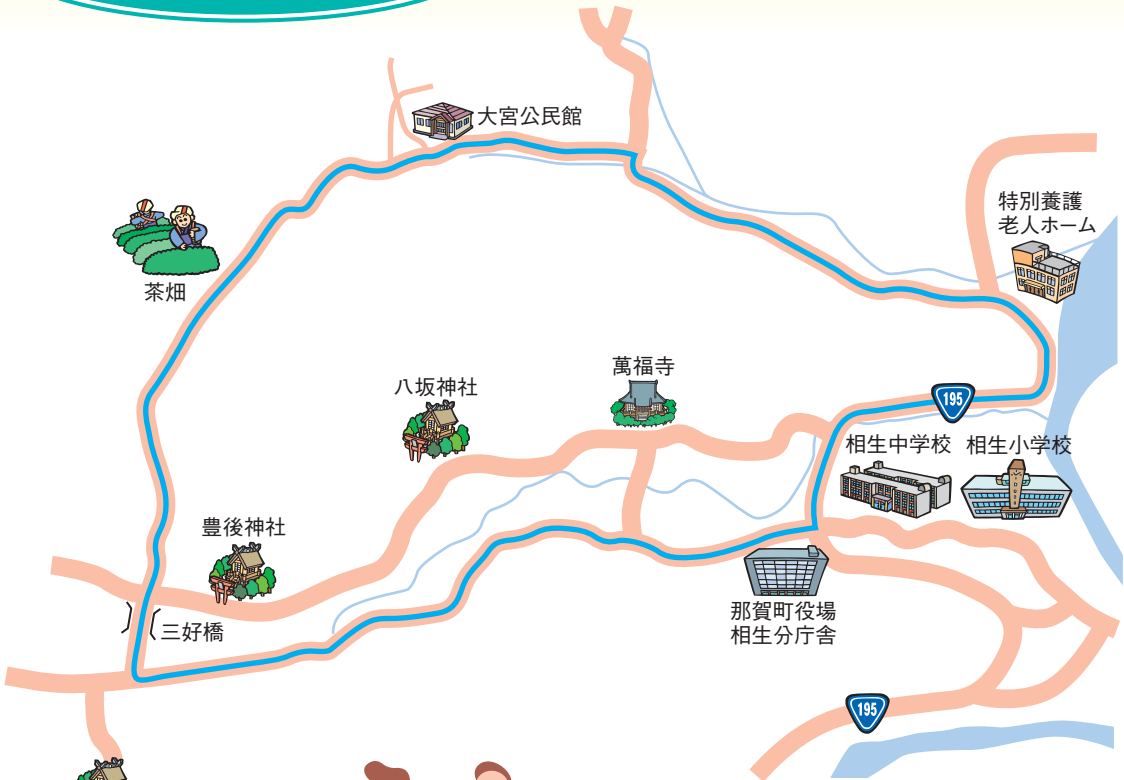 大宮公民館
特別養護
老人ホーム
茶畑
萬福寺
八坂神社
195
相生中学校
相生小学校
豊後神社
那賀町役場
相生分庁舎
三好橋
195